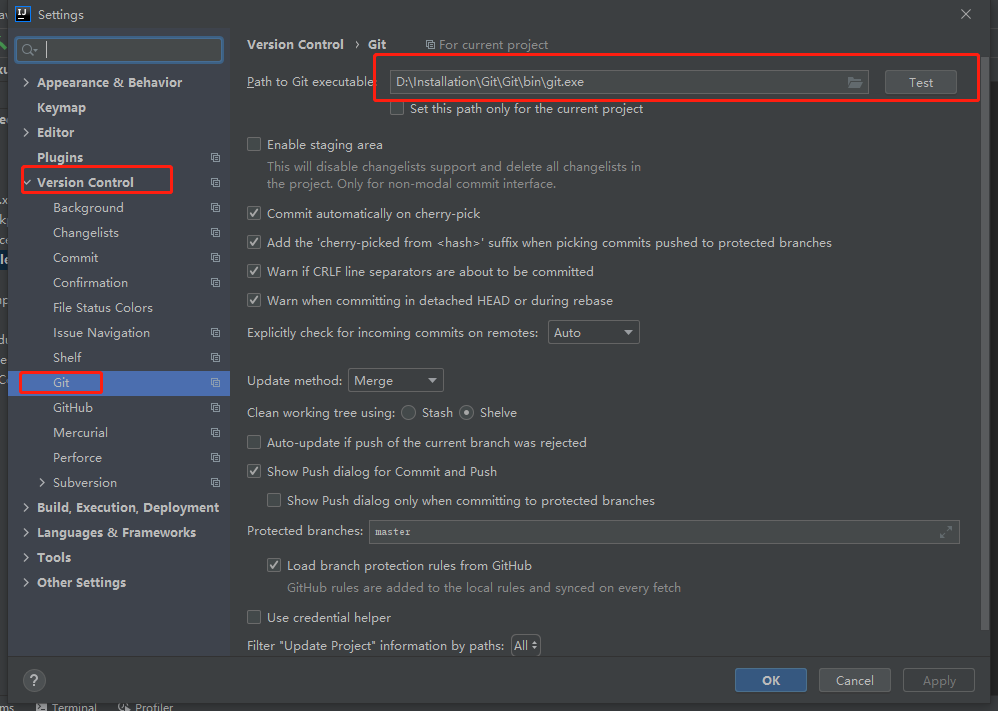 Settings
Version Control › Git For current project
Appearance & Behavior
Keymap
Editor
Plugins
Version Control
Background
Changelists
Commit
Confirmation
File Status Colors
Issue Navigation
Shelf
Git
GitHub
Mercurial
Perforce
Subversion
Build, Execution, Deployment
Languages & Frameworks
Tools
Other Settings
Path to Git executable: D:\Installation\Git\Git\bin\git.exe Test
Set this path only for the current project
Enable staging area
This will disable changelists support and delete all changelists in
the project. Only for non-modal commit interface.
Commit automatically on cherry-pick
Add the 'cherry-picked from <hash>' suffix when picking commits pushed to protected branches
Warn if CRLF line separators are about to be committed
Warn when committing in detached HEAD or during rebase
Explicitly check for incoming commits on remotes: Auto
Update method: Merge
Clean working tree using: Stash Shelve
Auto-update if push of the current branch was rejected
Show Push dialog for Commit and Push
Show Push dialog only when committing to protected branches
Protected branches: master
Load branch protection rules from GitHub
GitHub rules are added to the local rules and synced on every fetch
Use credential helper
Filter "Update Project" information by paths: All
? OK Cancel Apply
Terminal Profiler